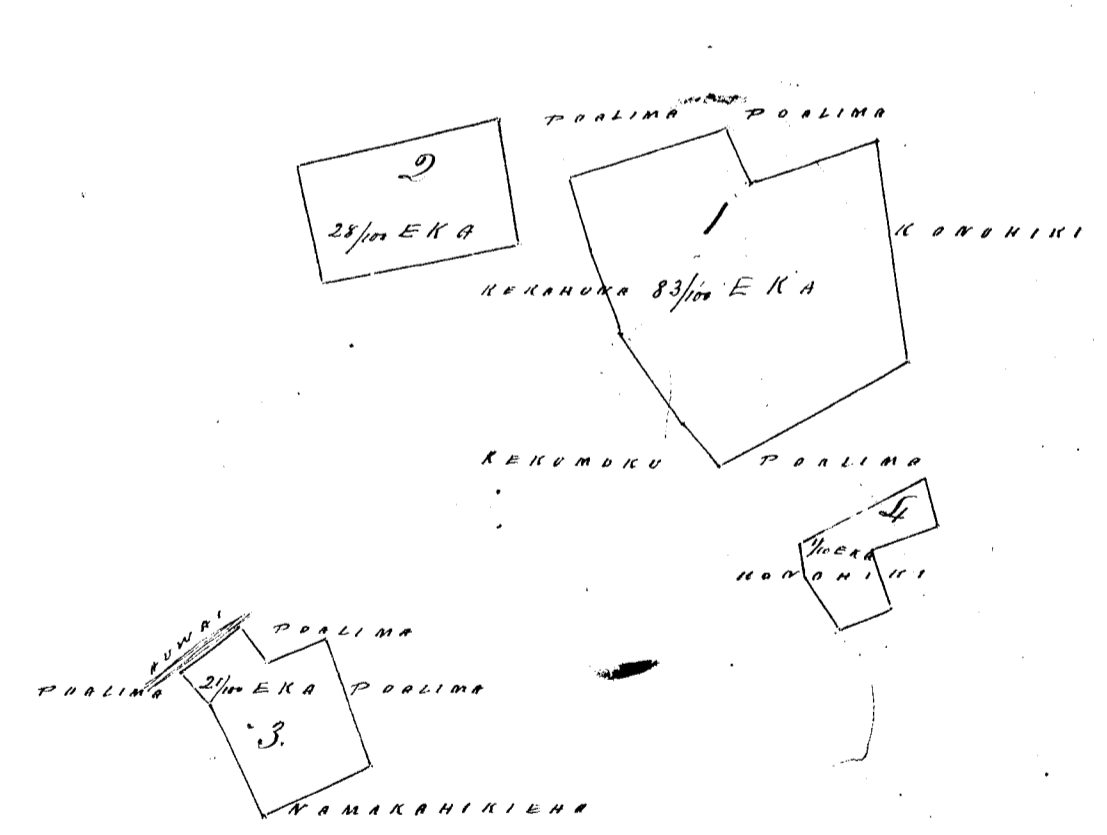 POALIMA POALIMA
2
28/100 EKA
1
KONOHIKI
83/100 EKA
KEKUMOKU
POALIMA
4
1/10 EKA
KONOHIKI
AUWAI
POALIMA
POALIMA
21/100 EKA
POALIMA
3.
NAMAKAHIKIEHA